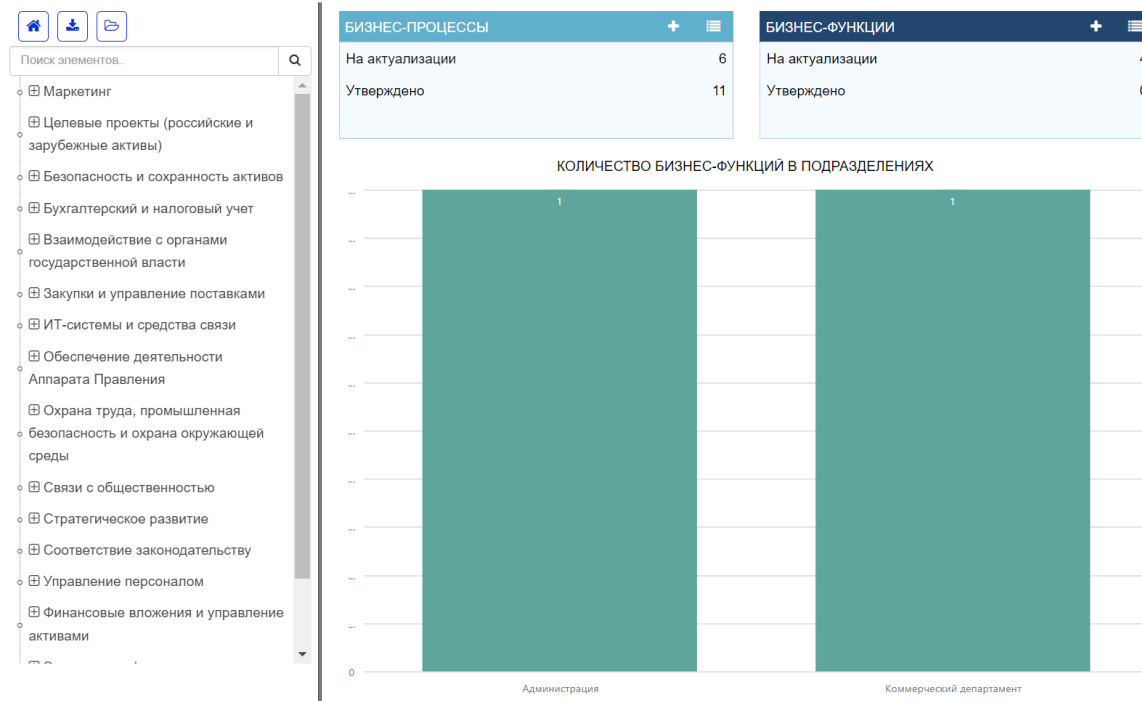 Поиск элементов..
Маркетинг
Целевые проекты (российские и
зарубежные активы)
Безопасность и сохранность активов
Бухгалтерский и налоговый учет
Взаимодействие с органами
государственной власти
Закупки и управление поставками
ИТ-системы и средства связи
Обеспечение деятельности
Аппарата Правления
Охрана труда, промышленная
безопасность и охрана окружающей
среды
Связи с общественностью
Стратегическое развитие
Соответствие законодательству
Управление персоналом
Финансовые вложения и управление
активами
БИЗНЕС-ПРОЦЕССЫ
На актуализации 6
Утверждено 11
БИЗНЕС-ФУНКЦИИ
На актуализации
Утверждено
КОЛИЧЕСТВО БИЗНЕС-ФУНКЦИЙ В ПОДРАЗДЕЛЕНИЯХ
...
1 1
...
...
...
...
...
...
...
...
...
0
Администрация Коммерческий департамент